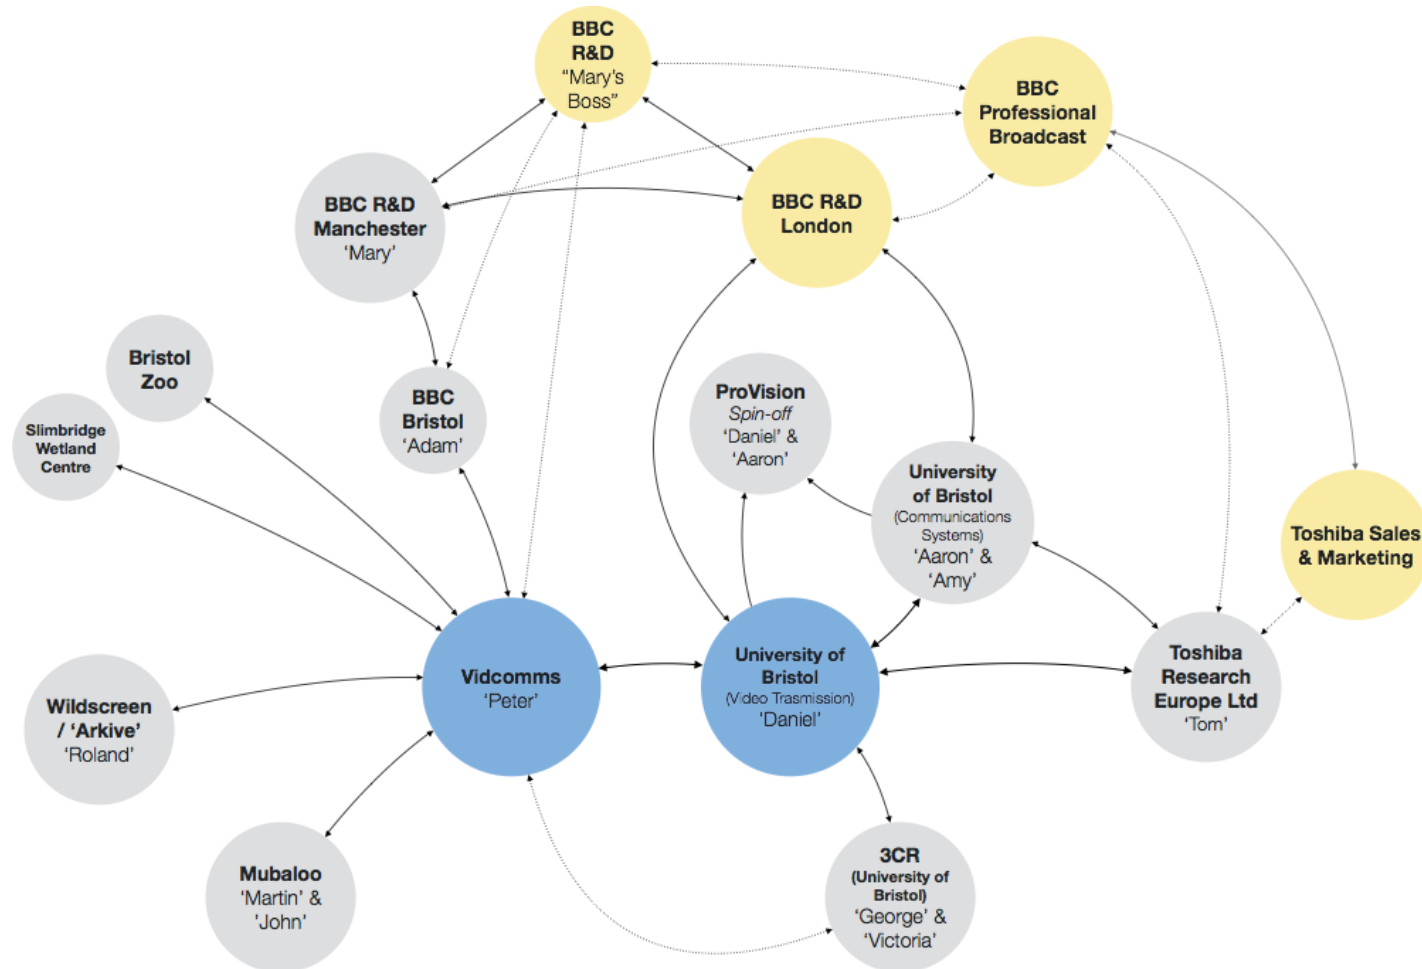 BBC
R&D
“Mary’s
Boss”
BBC
Professional
Broadcast
BBC R&D
Manchester
‘Mary’
BBC R&D
London
Bristol
Zoo
Slimbridge
Wetland
Centre
BBC
Bristol
‘Adam’
ProVision
Spin-off
‘Daniel’ &
‘Aaron’
University
of Bristol
(Communications
Systems)
‘Aaron’ &
‘Amy’
Toshiba Sales
& Marketing
Wildscreen
/ ‘Arkive’
‘Roland’
Vidcomms
‘Peter’
University of
Bristol
(Video Trasmission)
‘Daniel’
Toshiba
Research
Europe Ltd
‘Tom’
Mubaloo
‘Martin’ &
’John’
3CR
(University of
Bristol)
‘George’ &
‘Victoria’